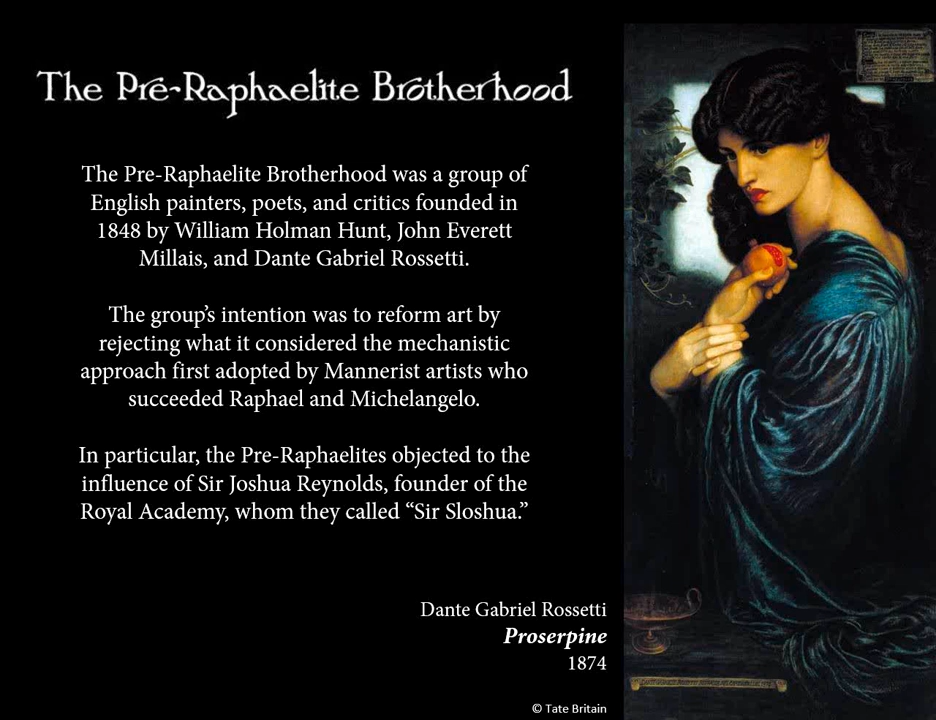 The Pre-Raphaelite Brotherhood
The Pre-Raphaelite Brotherhood was a group of
English painters, poets, and critics founded in
1848 by William Holman Hunt, John Everett
Millais, and Dante Gabriel Rossetti.
The group’s intention was to reform art by
rejecting what it considered the mechanistic
approach first adopted by Mannerist artists who
succeeded Raphael and Michelangelo.
In particular, the Pre-Raphaelites objected to the
influence of Sir Joshua Reynolds, founder of the
Royal Academy, whom they called “Sir Sloshua.”
Dante Gabriel Rossetti
Proserpine
1874
© Tate Britain